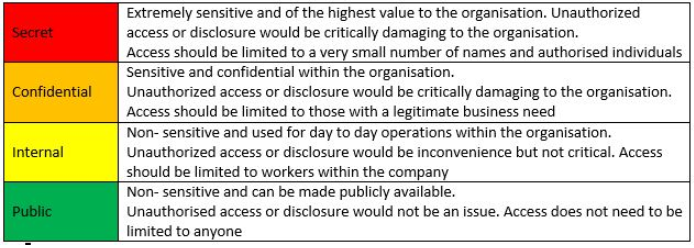 Secret
Extremely sensitive and of the highest value to the organisation. Unauthorized
access or disclosure would be critically damaging to the organisation.
Access should be limited to a very small number of names and authorised individuals
Confidential
Sensitive and confidential within the organisation.
Unauthorized access or disclosure would be critically damaging to the organisation.
Access should be limited to those with a legitimate business need
Internal
Non- sensitive and used for day to day operations within the organisation.
Unauthorized access or disclosure would be inconvenience but not critical. Access
should be limited to workers within the company
Public
Non- sensitive and can be made publicly available.
Unauthorised access or disclosure would not be an issue. Access does not need to be
limited to anyone